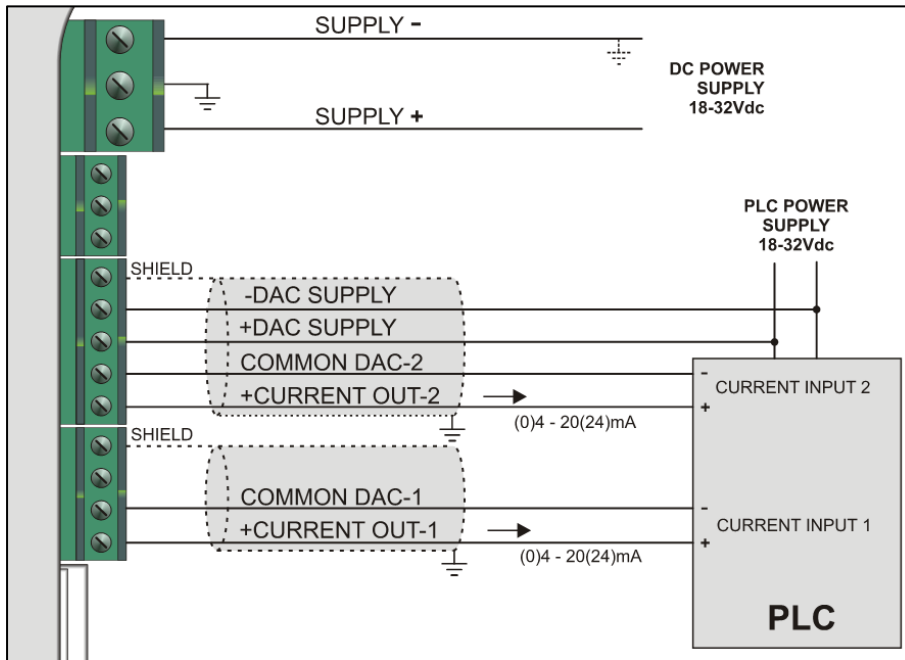 SUPPLY -
DC POWER
SUPPLY
18-32Vdc
SUPPLY +
PLC POWER
SUPPLY
18-32Vdc
SHIELD
-DAC SUPPLY
+DAC SUPPLY
COMMON DAC-2
-
CURRENT INPUT 2
+CURRENT OUT-2
+
(0)4 - 20(24)mA
SHIELD
COMMON DAC-1
-
CURRENT INPUT 1
+CURRENT OUT-1
+
(0)4 - 20(24)mA
PLC